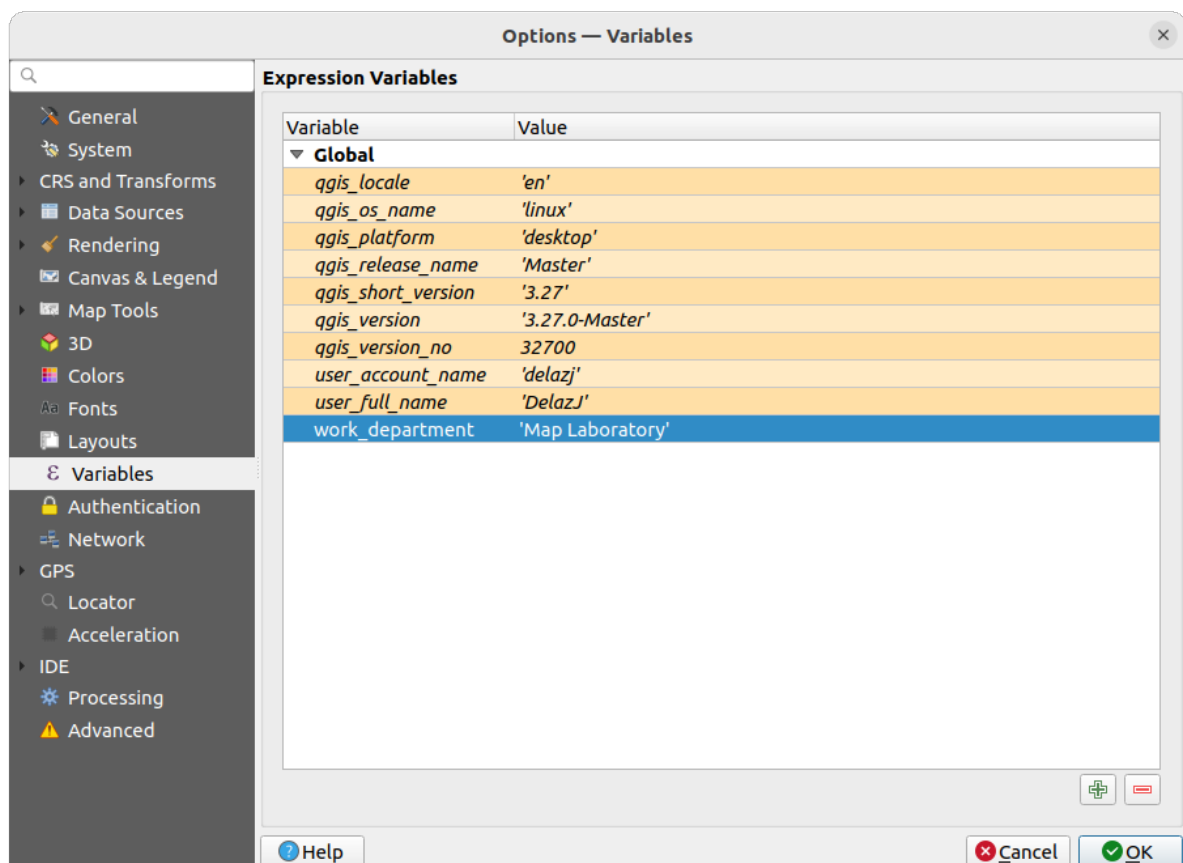 Options — Variables
Expression Variables
General
System
CRS and Transforms
Data Sources
Rendering
Canvas & Legend
Map Tools
3D
Colors
Aa Fonts
Layouts
ε Variables
Authentication
Network
GPS
Locator
Acceleration
IDE
Processing
Advanced
Variable Value
Global
qgis_locale 'en'
qgis_os_name 'linux'
qgis_platform 'desktop'
qgis_release_name 'Master'
qgis_short_version '3.27'
qgis_version '3.27.0-Master'
qgis_version_no 32700
user_account_name 'delazj'
user_full_name 'DelazJ'
work_department 'Map Laboratory'
Help Cancel OK